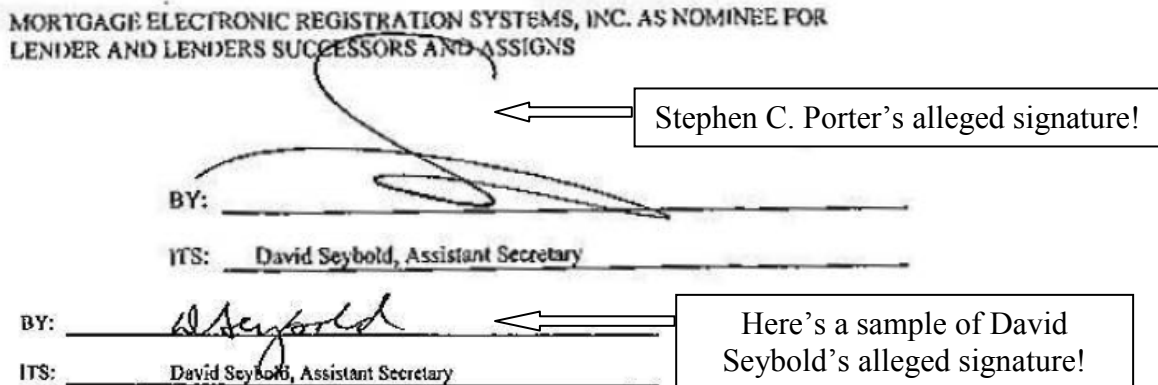 MORTGAGE ELECTRONIC REGISTRATION SYSTEMS, INC. AS NOMINEE FOR
LENDER AND LENDERS SUCCESSORS AND ASSIGNS
Stephen C. Porter’s alleged signature!
BY:
ITS: David Seybold, Assistant Secretary
BY: D Seybold
Here’s a sample of David
Seybold’s alleged signature!
ITS: David Seybold, Assistant Secretary